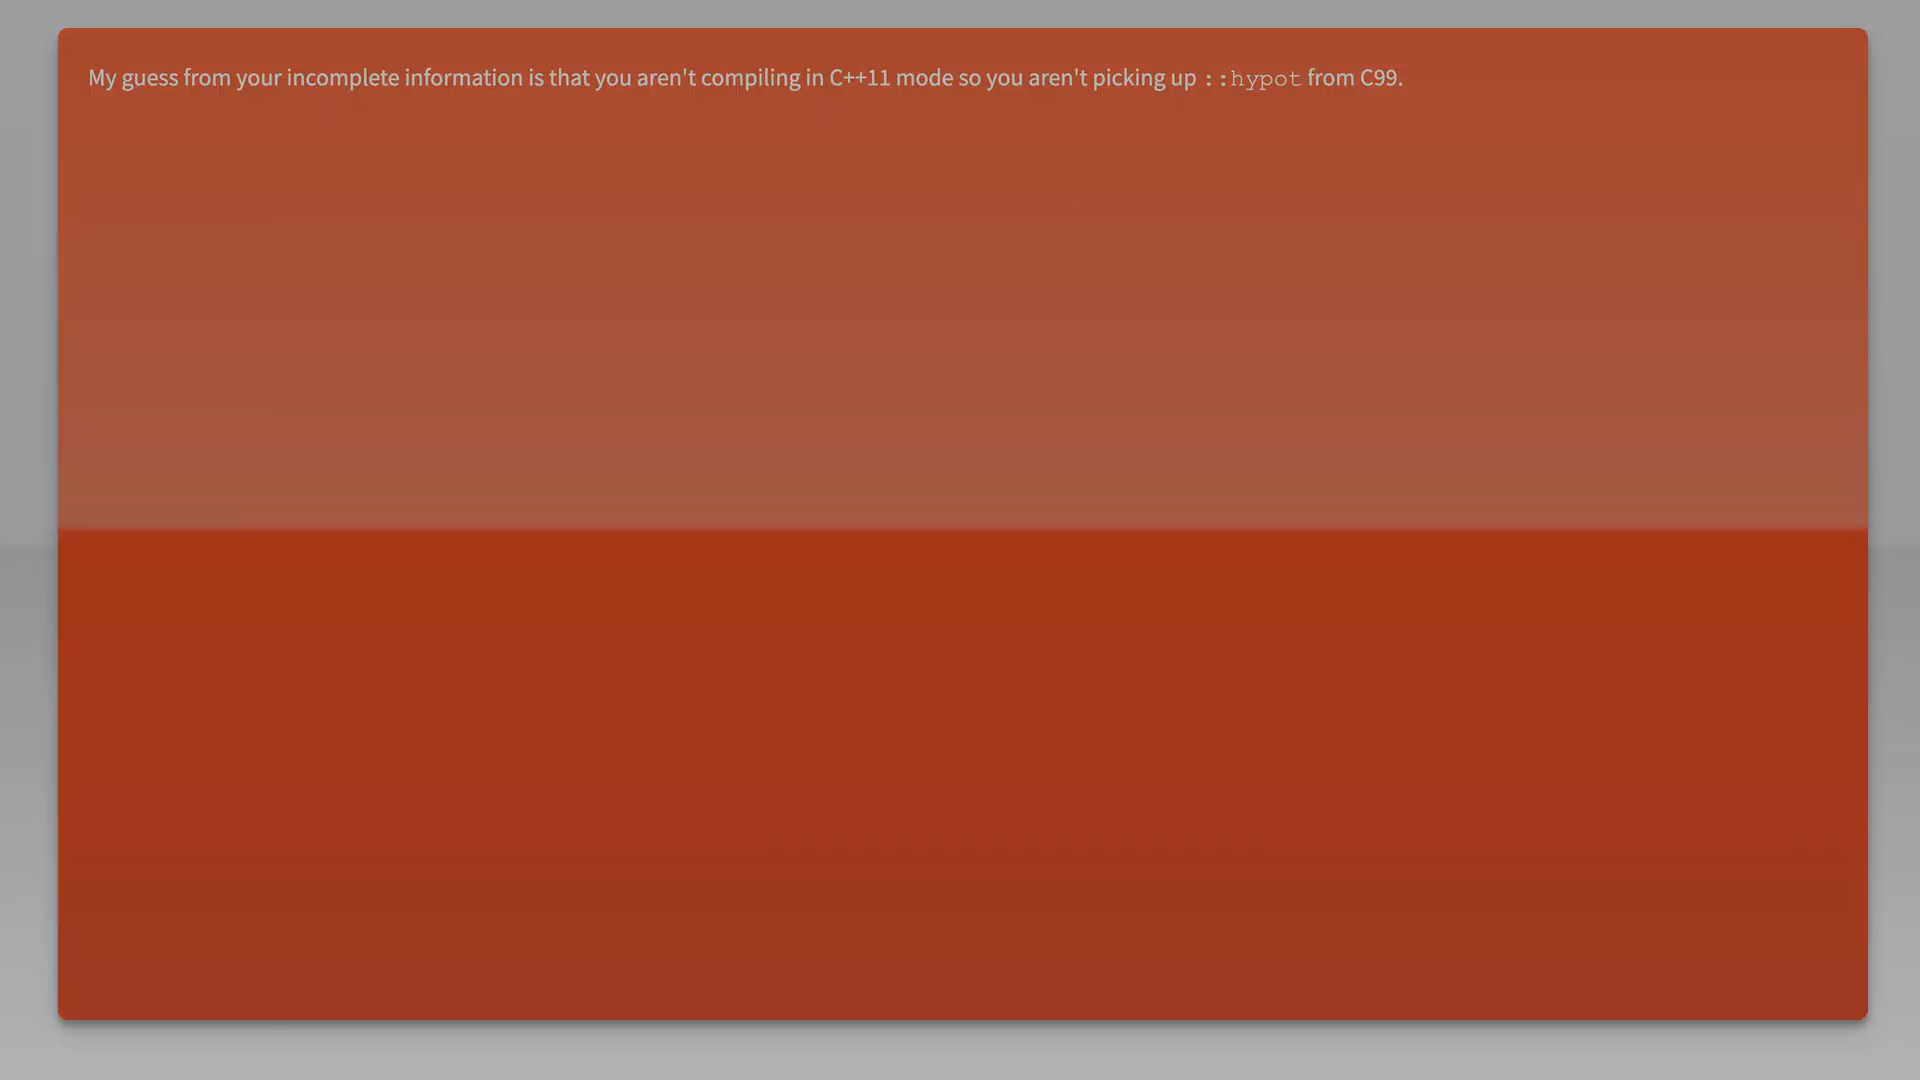 My guess from your incomplete information is that you aren't compiling in C++11 mode so you aren't picking up ::hypot from C99.